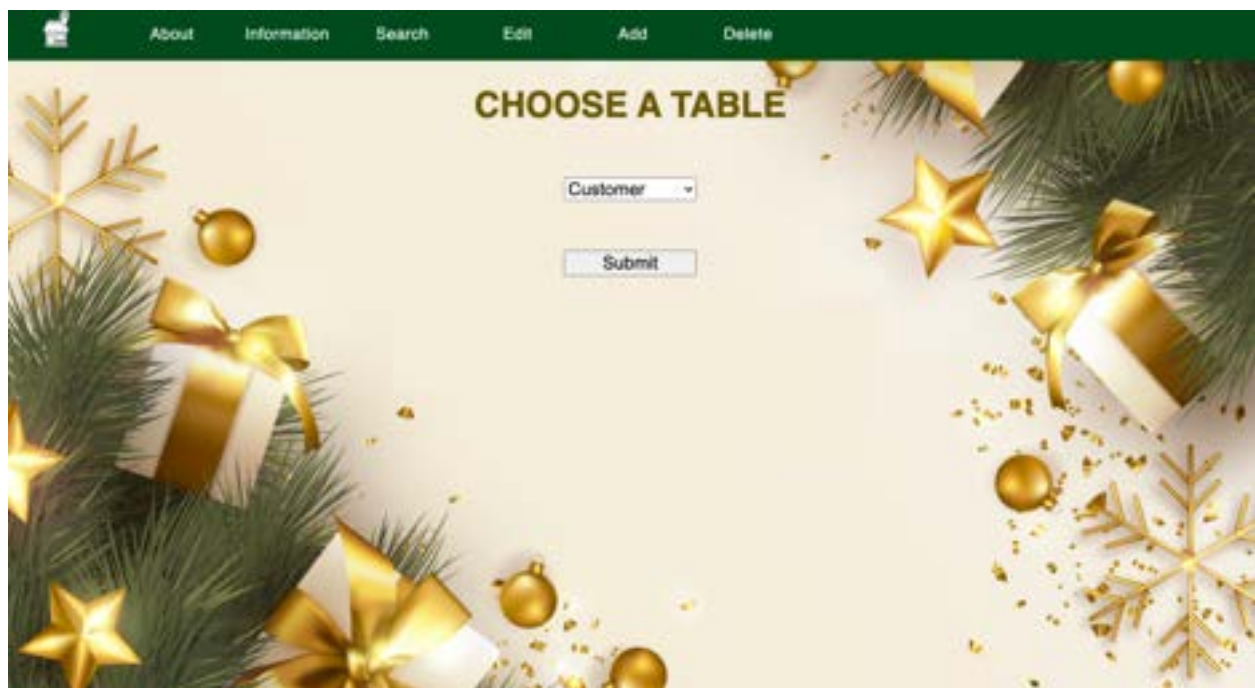 About Information Search Edit Add Delete
CHOOSE A TABLE
Customer
Submit